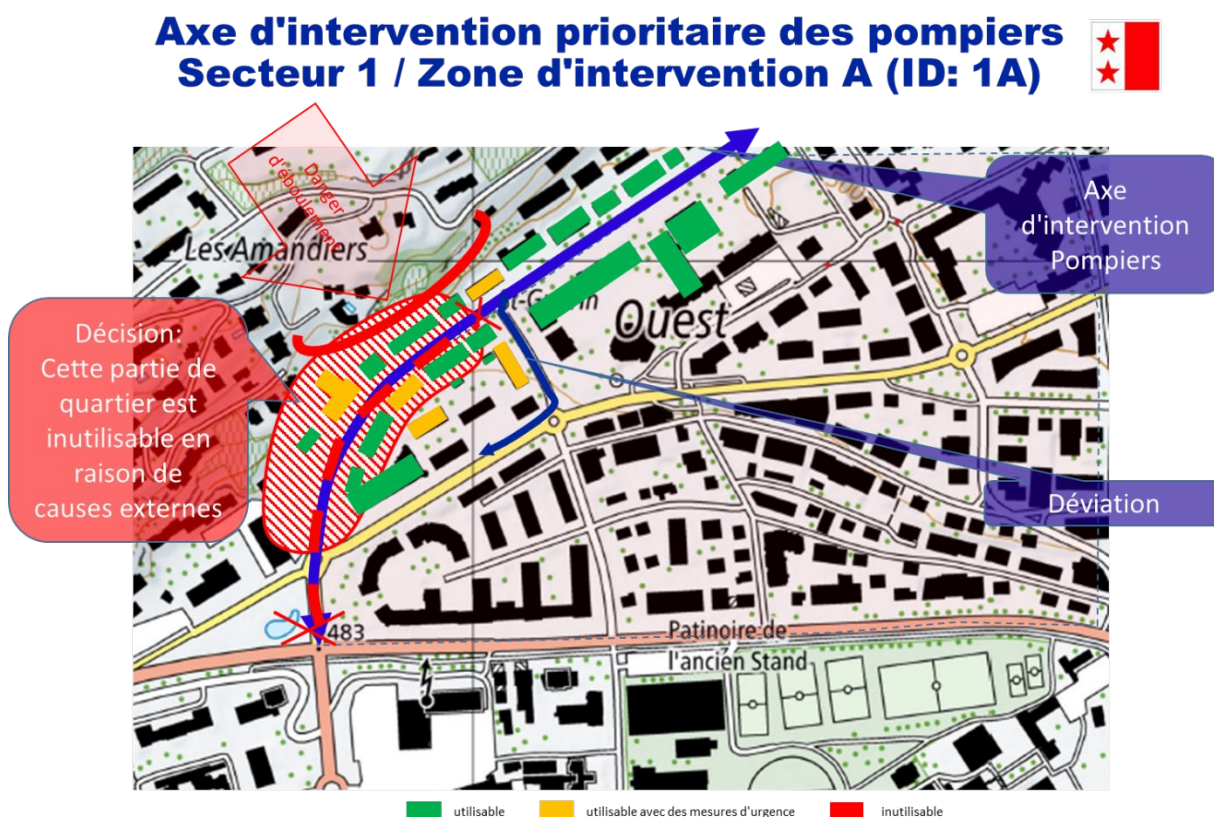 Axe d'intervention prioritaire des pompiers
Secteur 1 / Zone d'intervention A (ID: 1A)
Danger
d'éboulement
Les Amandiers
Ouest
Axe
d'intervention
Pompiers
Décision:
Cette partie de
quartier est
inutilisable en
raison de
causes externes
Déviation
483
Patinoire de
l'ancien Stand
utilisable
utilisable avec des mesures d'urgence
inutilisable